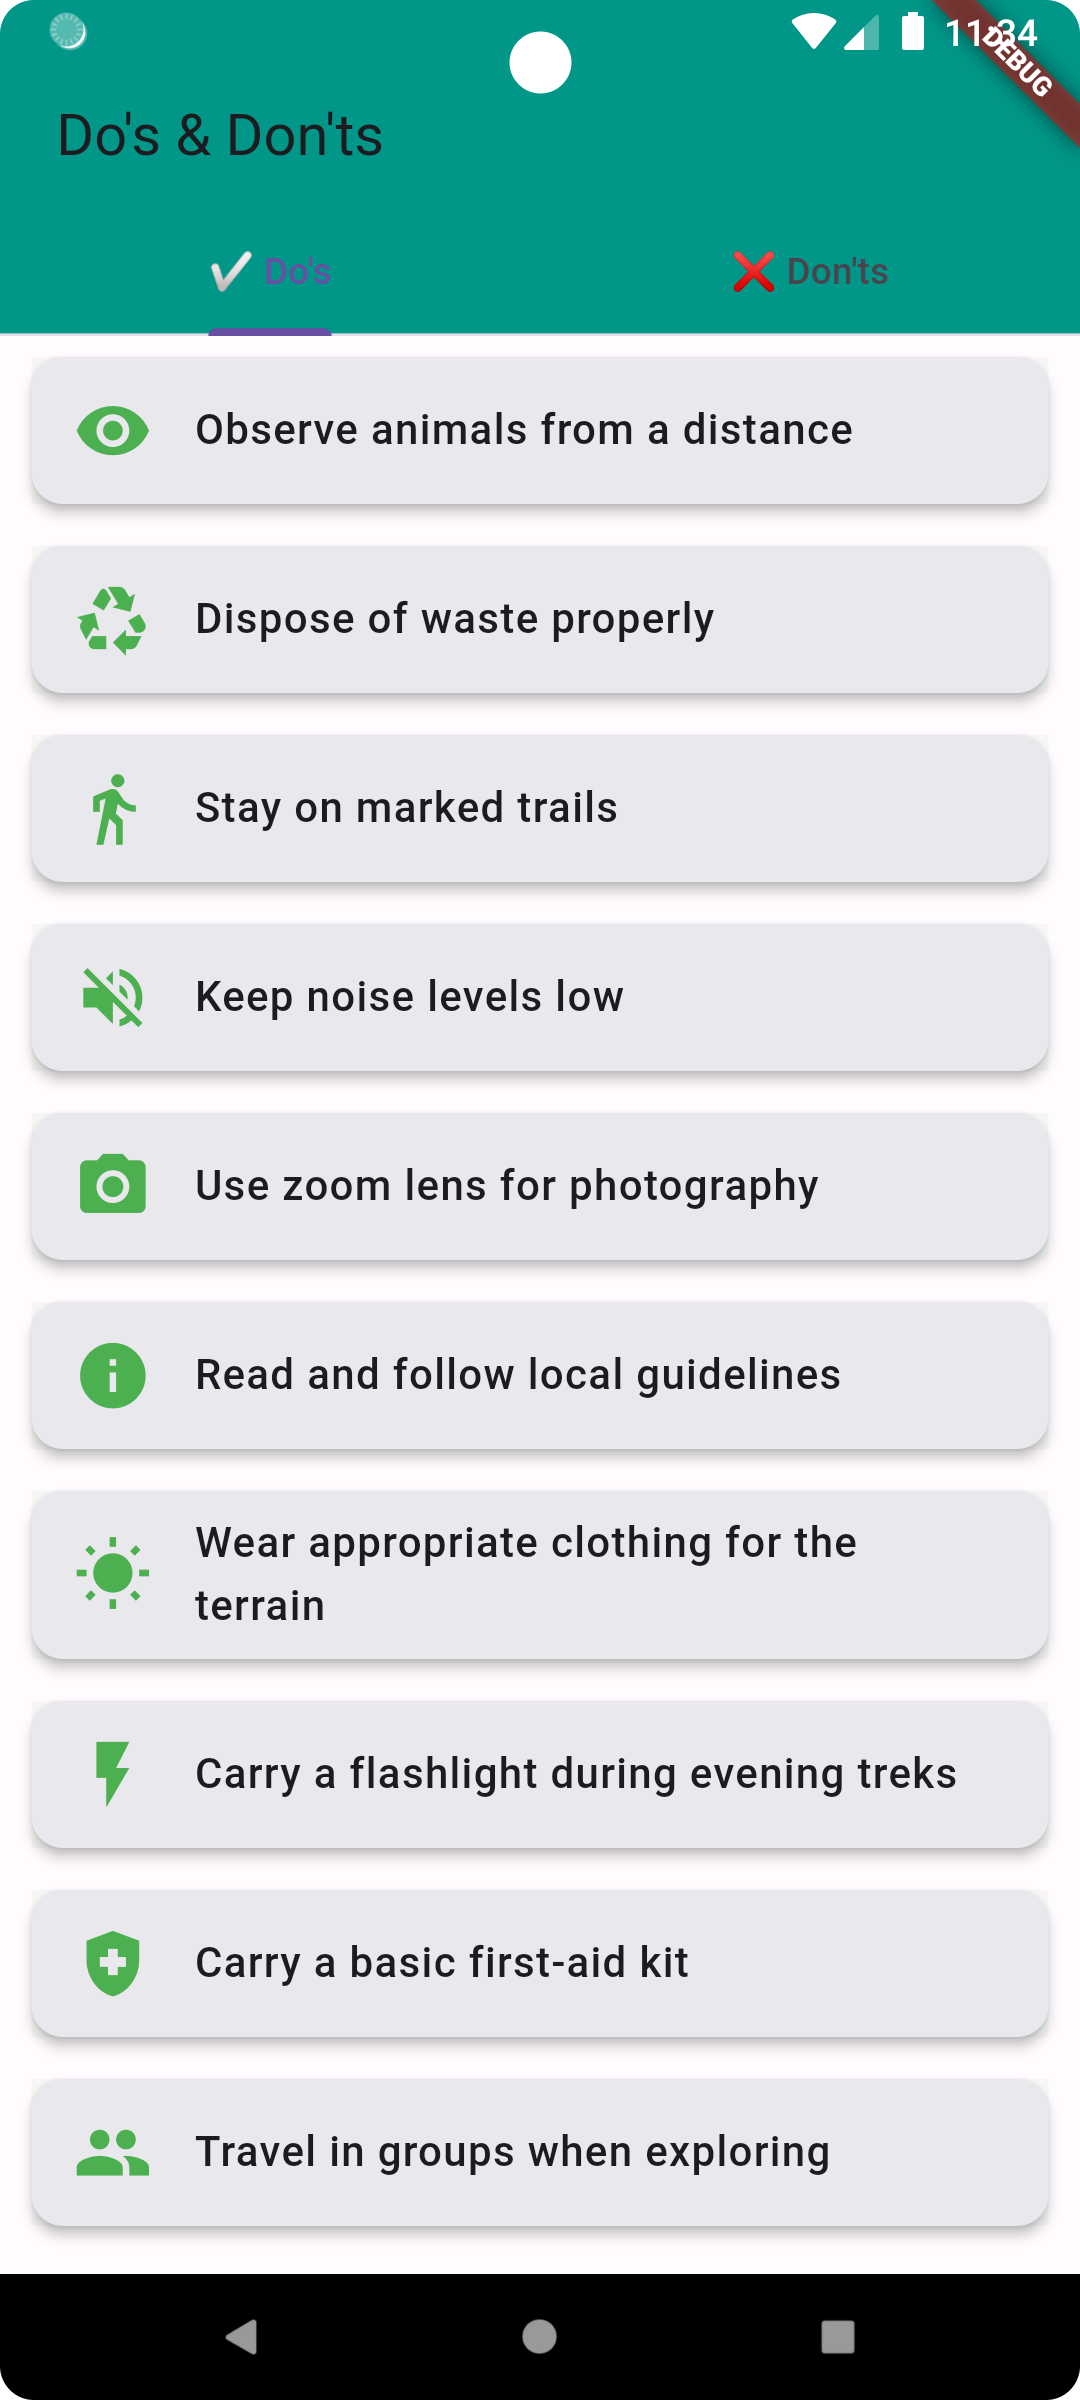 11:34
DEBUG
Do's & Don'ts
✔️ Do's
❌ Don'ts
Observe animals from a distance
Dispose of waste properly
Stay on marked trails
Keep noise levels low
Use zoom lens for photography
Read and follow local guidelines
Wear appropriate clothing for the
terrain
Carry a flashlight during evening treks
Carry a basic first-aid kit
Travel in groups when exploring